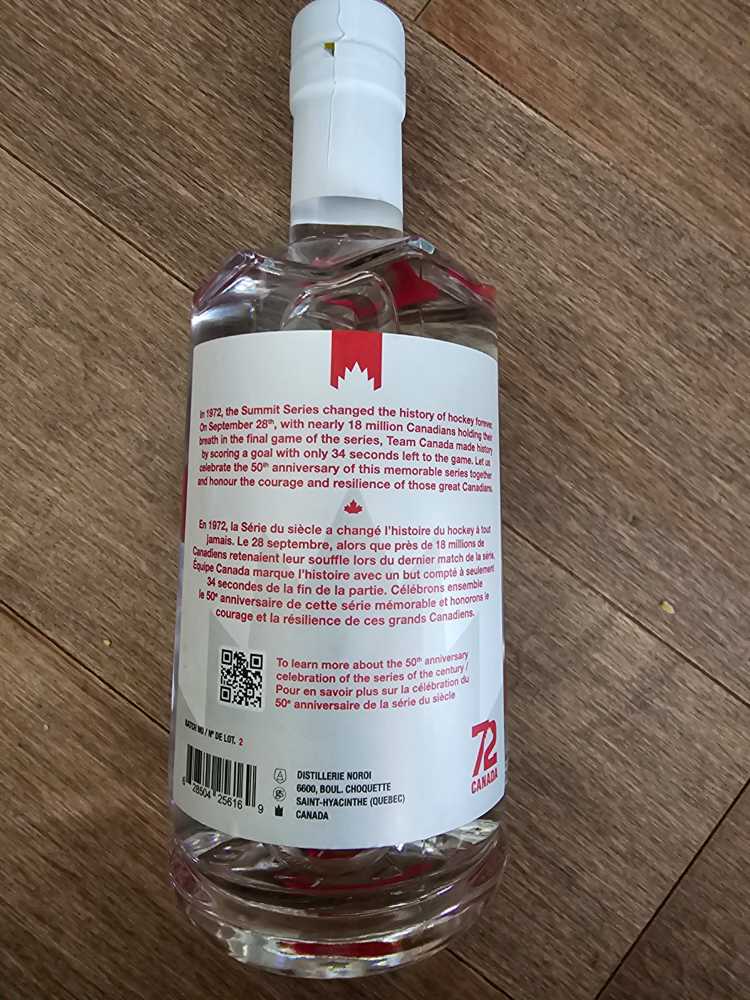 In 1972, the Summit Series changed the history of hockey forever.
On September 28th, with nearly 18 million Canadians holding their
breath in the final game of the series, Team Canada made history
by scoring a goal with only 34 seconds left to the game. Let us
celebrate the 50th anniversary of this memorable series together
and honour the courage and resilience of those great Canadians.
En 1972, la Série du siècle a changé l'histoire du hockey à tout
jamais. Le 28 septembre, alors que près de 18 millions de
Canadiens retenaient leur souffle lors du dernier match de la série,
Équipe Canada marque l'histoire avec un but compté à seulement
34 secondes de la fin de la partie. Célébrons ensemble
le 50e anniversaire de cette série mémorable et honorons le
courage et la résilience de ces grands Canadiens.
To learn more about the 50th anniversary
celebration of the series of the century /
Pour en savoir plus sur la célébration du
50e anniversaire de la série du siècle
BATCH NO / Nº DE LOT. 2
6 28504 25616 9
DISTILLERIE NOROI
6600, BOUL. CHOQUETTE
SAINT-HYACINTHE (QUEBEC)
CANADA
72
CANADA